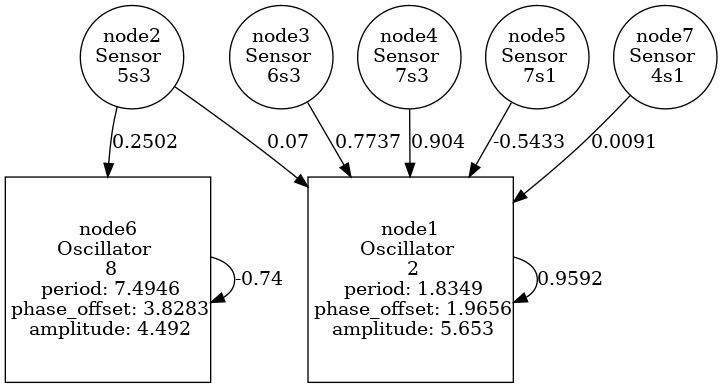 node2
Sensor
5s3
node3
Sensor
6s3
node4
Sensor
7s3
node5
Sensor
7s1
node7
Sensor
4s1
0.2502
0.07
0.7737
0.904
-0.5433
0.0091
node6
Oscillator
8
period: 7.4946
phase_offset: 3.8283
amplitude: 4.492
-0.74
node1
Oscillator
2
period: 1.8349
phase_offset: 1.9656
amplitude: 5.653
0.9592